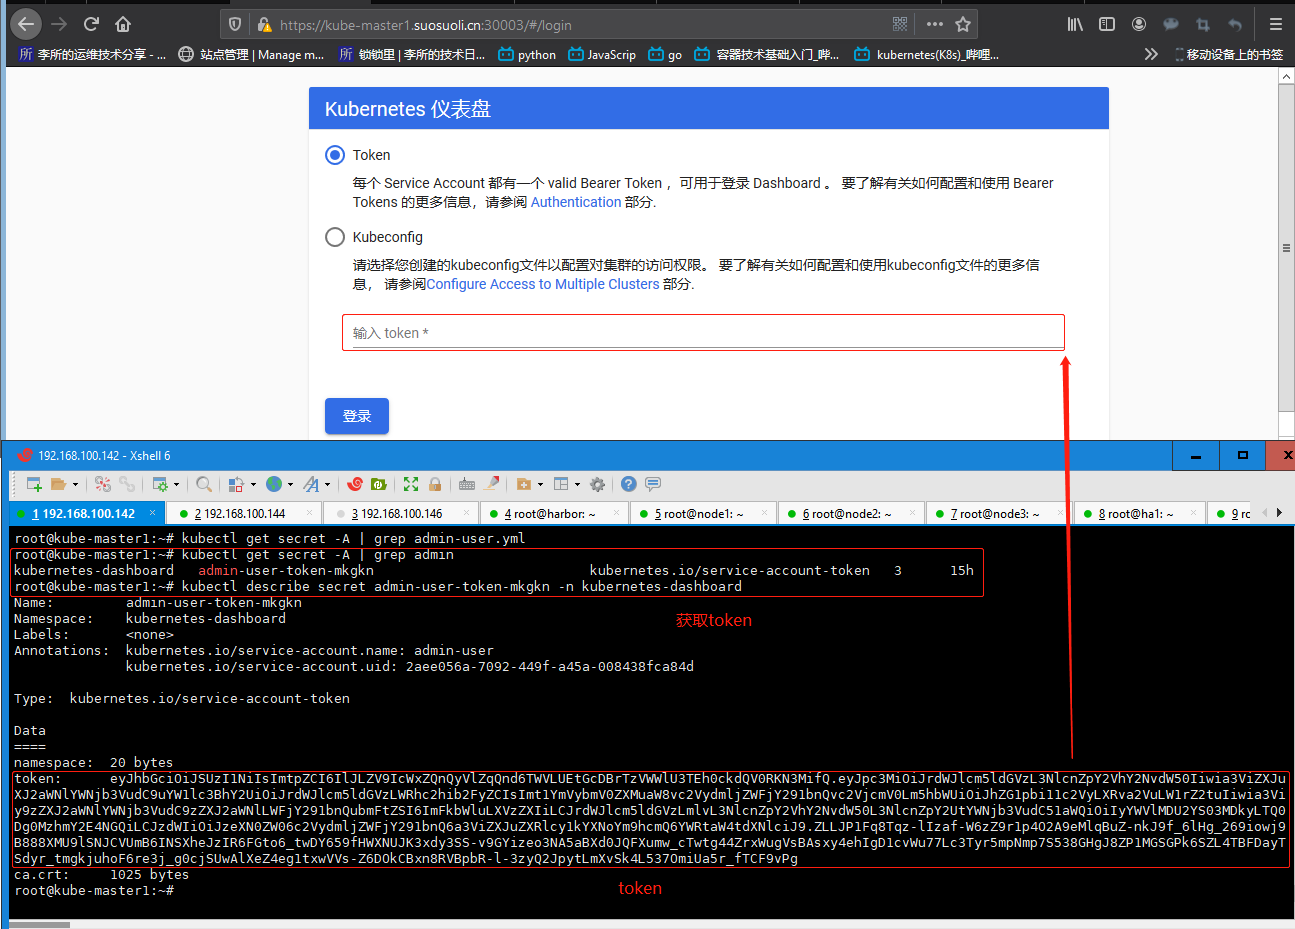 https://kube-master1.suosuoli.cn:30003/#/login
所 李所的运维技术分享 - ... 站点管理 | Manage m... 所 锁锁里 | 李所的技术日... python JavaScrip go 容器技术基础入门_哔... kubernetes(K8s)_哔哩... 移动设备上的书签
Kubernetes 仪表盘
Token
每个 Service Account 都有一个 valid Bearer Token ，可用于登录 Dashboard 。 要了解有关如何配置和使用 Bearer
Tokens 的更多信息，请参阅 Authentication 部分.
Kubeconfig
请选择您创建的kubeconfig文件以配置对集群的访问权限。 要了解有关如何配置和使用kubeconfig文件的更多信
息， 请参阅Configure Access to Multiple Clusters 部分.
输入 token *
登录
192.168.100.142 - Xshell 6
1 192.168.100.142 2 192.168.100.144 3 192.168.100.146 4 root@harbor: ~ 5 root@node1: ~ 6 root@node2: ~ 7 root@node3: ~ 8 root@ha1: ~ 9 ro
root@kube-master1:~# kubectl get secret -A | grep admin-user.yml
root@kube-master1:~# kubectl get secret -A | grep admin
kubernetes-dashboard admin-user-token-mkgkn kubernetes.io/service-account-token 3 15h
root@kube-master1:~# kubectl describe secret admin-user-token-mkgkn -n kubernetes-dashboard
Name: admin-user-token-mkgkn
Namespace: kubernetes-dashboard
获取token
Labels: <none>
Annotations: kubernetes.io/service-account.name: admin-user
kubernetes.io/service-account.uid: 2aee056a-7092-449f-a45a-008438fca84d
Type: kubernetes.io/service-account-token
Data
====
namespace: 20 bytes
token:
ca.crt: 1025 bytes
token
root@kube-master1:~#